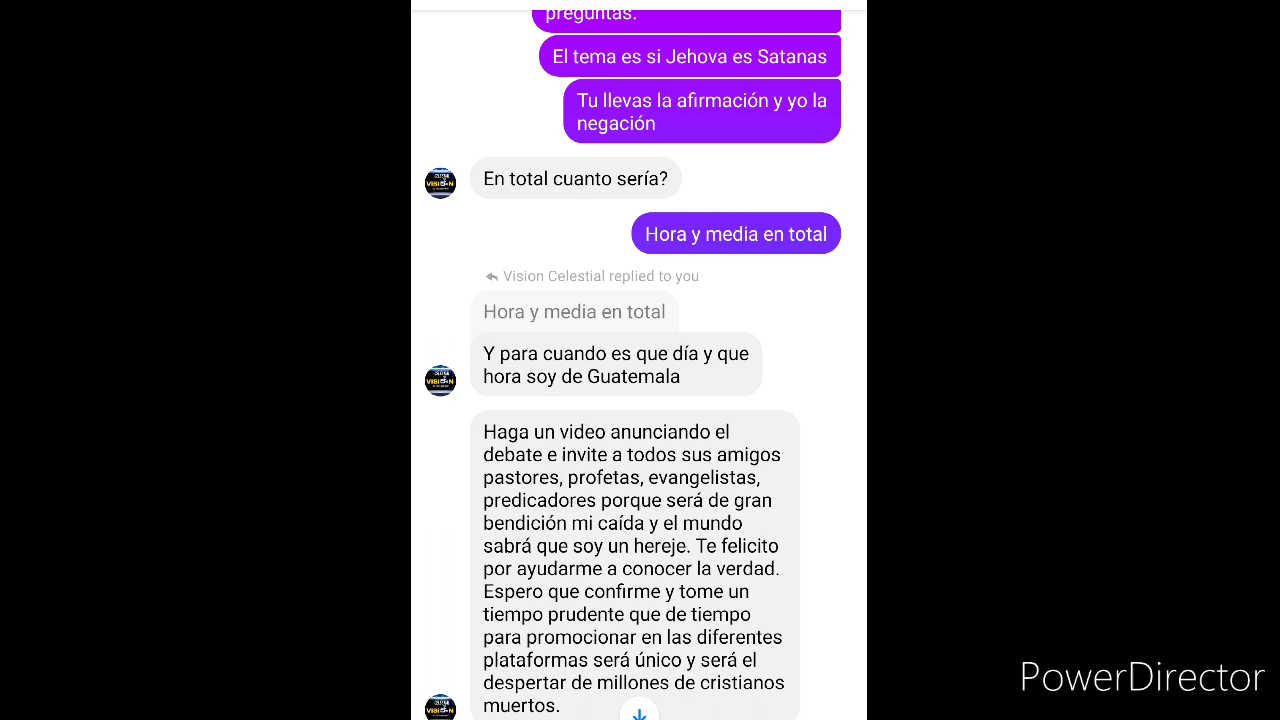 preguntas.
El tema es si Jehova es Satanas
Tu llevas la afirmación y yo la
negación
En total cuanto sería?
Hora y media en total
Vision Celestial replied to you
Hora y media en total
Y para cuando es que día y que
hora soy de Guatemala
Haga un video anunciando el
debate e invite a todos sus amigos
pastores, profetas, evangelistas,
predicadores porque será de gran
bendición mi caída y el mundo
sabrá que soy un hereje. Te felicito
por ayudarme a conocer la verdad.
Espero que confirme y tome un
tiempo prudente que de tiempo
para promocionar en las diferentes
plataformas será único y será el
despertar de millones de cristianos
muertos.
PowerDirector